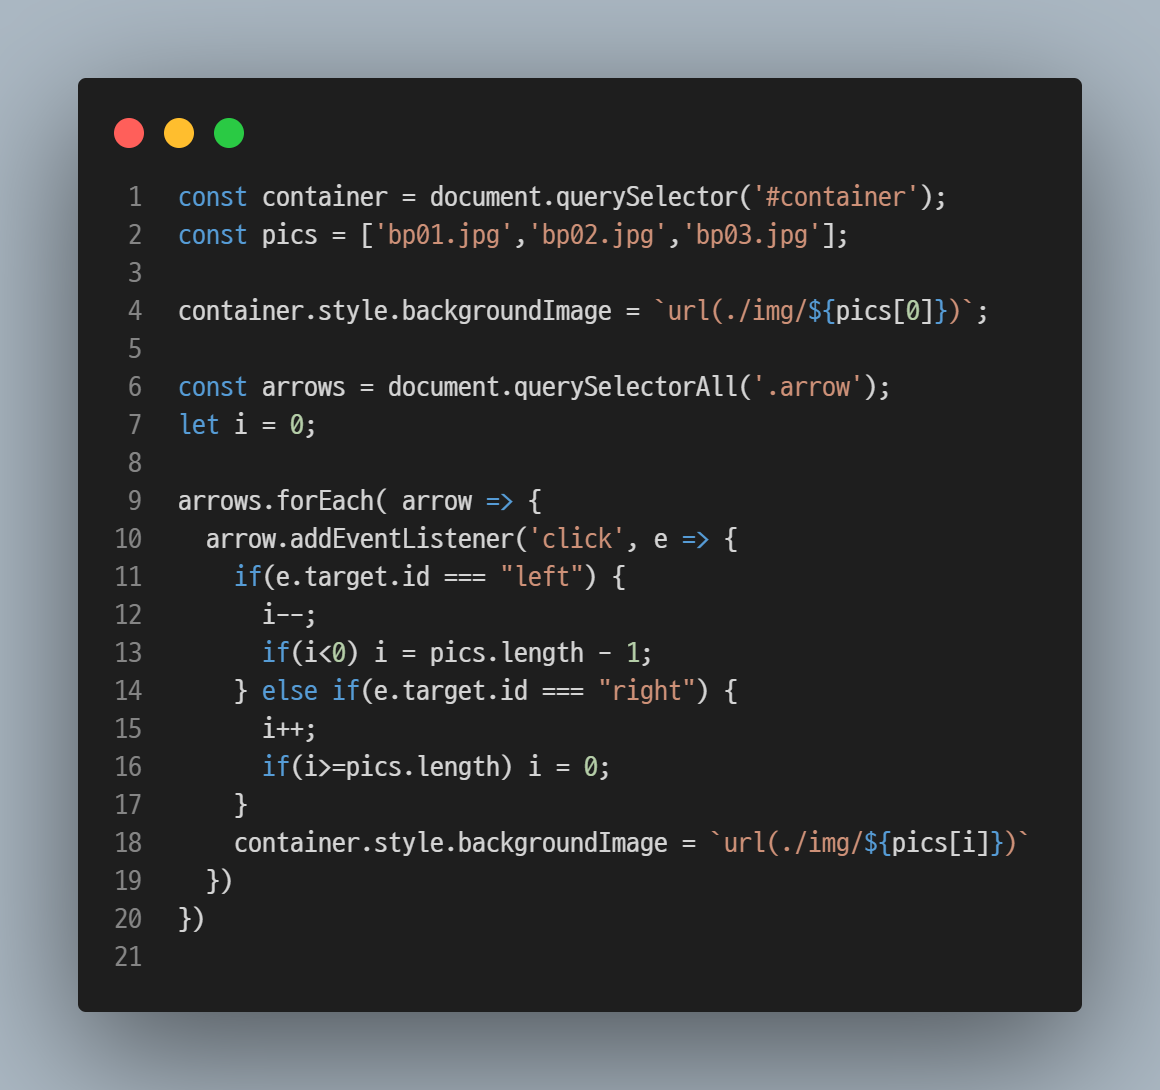 1 const container = document.querySelector('#container');
2 const pics = ['bp01.jpg','bp02.jpg','bp03.jpg'];
3
4 container.style.backgroundImage = `url(./img/${pics[0]})`;
5
6 const arrows = document.querySelectorAll('.arrow');
7 let i = 0;
8
9 arrows.forEach( arrow => {
10   arrow.addEventListener('click', e => {
11     if(e.target.id === "left") {
12       i--;
13       if(i<0) i = pics.length - 1;
14     } else if(e.target.id === "right") {
15       i++;
16       if(i>=pics.length) i = 0;
17     }
18     container.style.backgroundImage = `url(./img/${pics[i]})`
19   })
20 })
21